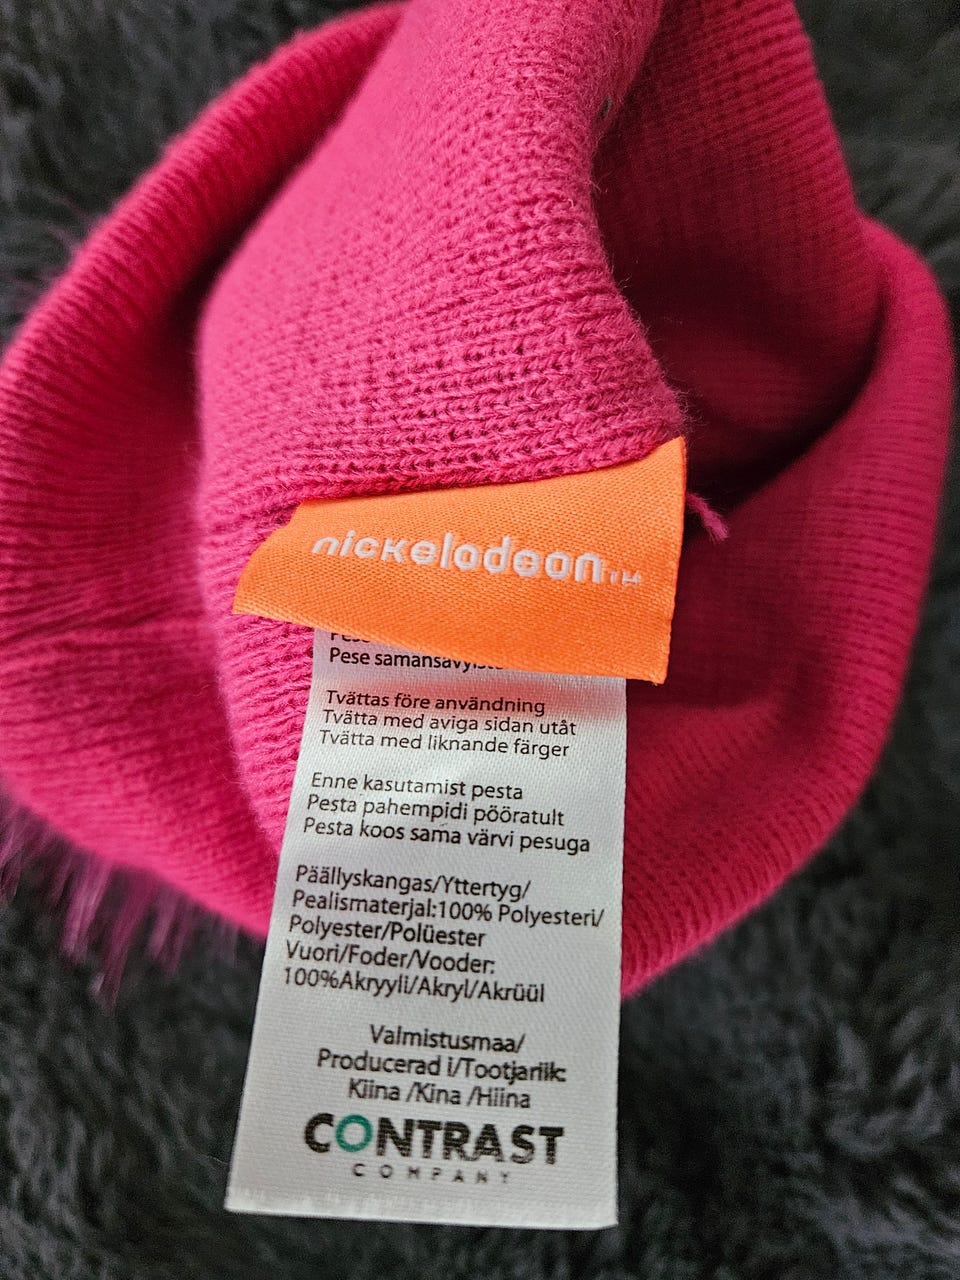 nickelodeon™
Pese
Pese samansävyiste
Tvättas före användning
Tvätta med aviga sidan utåt
Tvätta med liknande färger
Enne kasutamist pesta
Pesta pahempidi pööratult
Pesta koos sama värvi pesuga
Päällyskangas/Yttertyg/
Pealismaterjal:100% Polyesteri/
Polyester/Polüester
Vuori/Foder/Vooder:
100%Akryyli/Akryl/Akrüül
Valmistusmaa/
Producerad i/Tootjariik:
Kiina /Kina /Hiina
CONTRAST
COMPANY